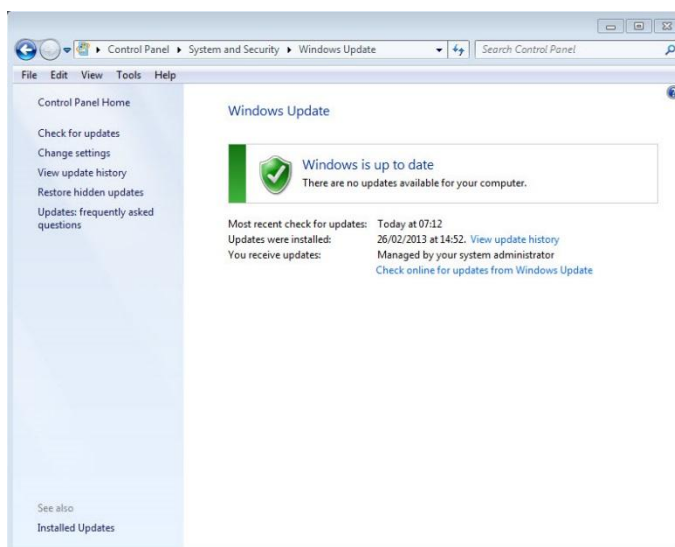 Control Panel System and Security Windows Update Search Control Panel
File Edit View Tools Help
Control Panel Home
Check for updates
Change settings
View update history
Restore hidden updates
Updates: frequently asked
questions
Windows Update
Windows is up to date
There are no updates available for your computer.
Most recent check for updates: Today at 07:12
Updates were installed: 26/02/2013 at 14:52. View update history
You receive updates: Managed by your system administrator
Check online for updates from Windows Update
See also
Installed Updates